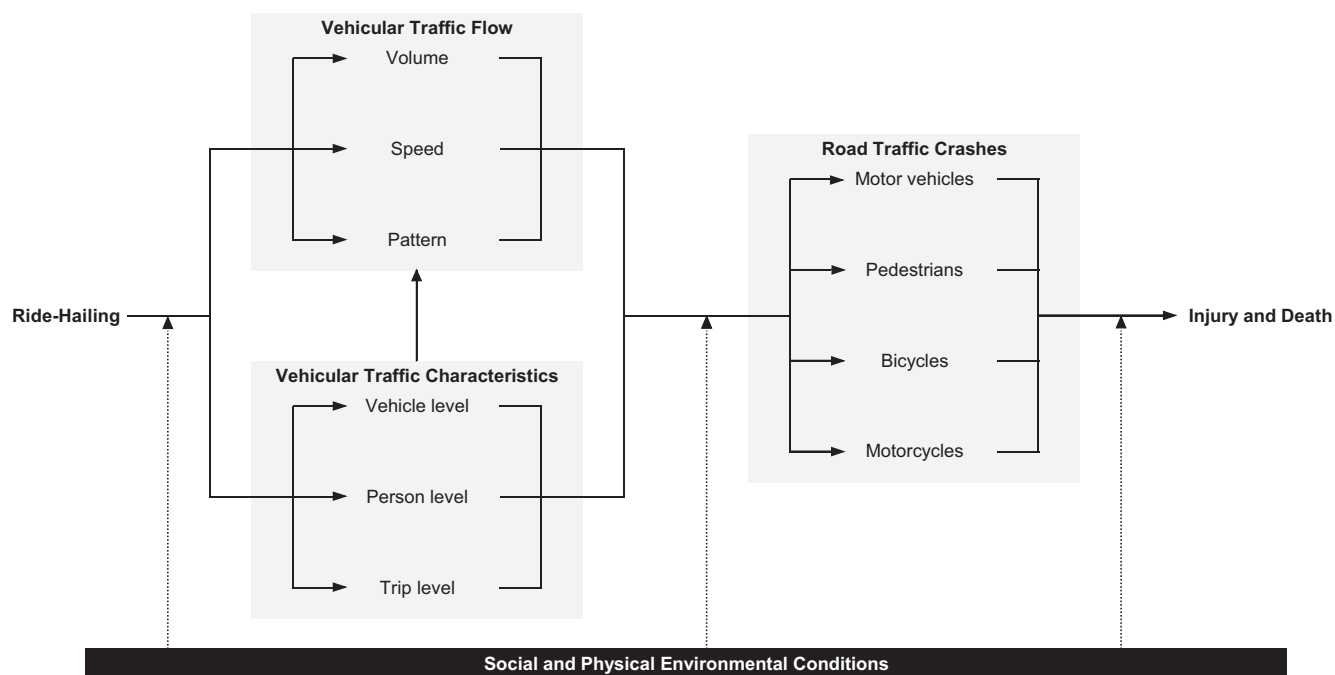 Vehicular Traffic Flow
Volume
Speed
Pattern
Ride-Hailing
Vehicular Traffic Characteristics
Vehicle level
Person level
Trip level
Road Traffic Crashes
Motor vehicles
Pedestrians
Bicycles
Motorcycles
Injury and Death
Social and Physical Environmental Conditions